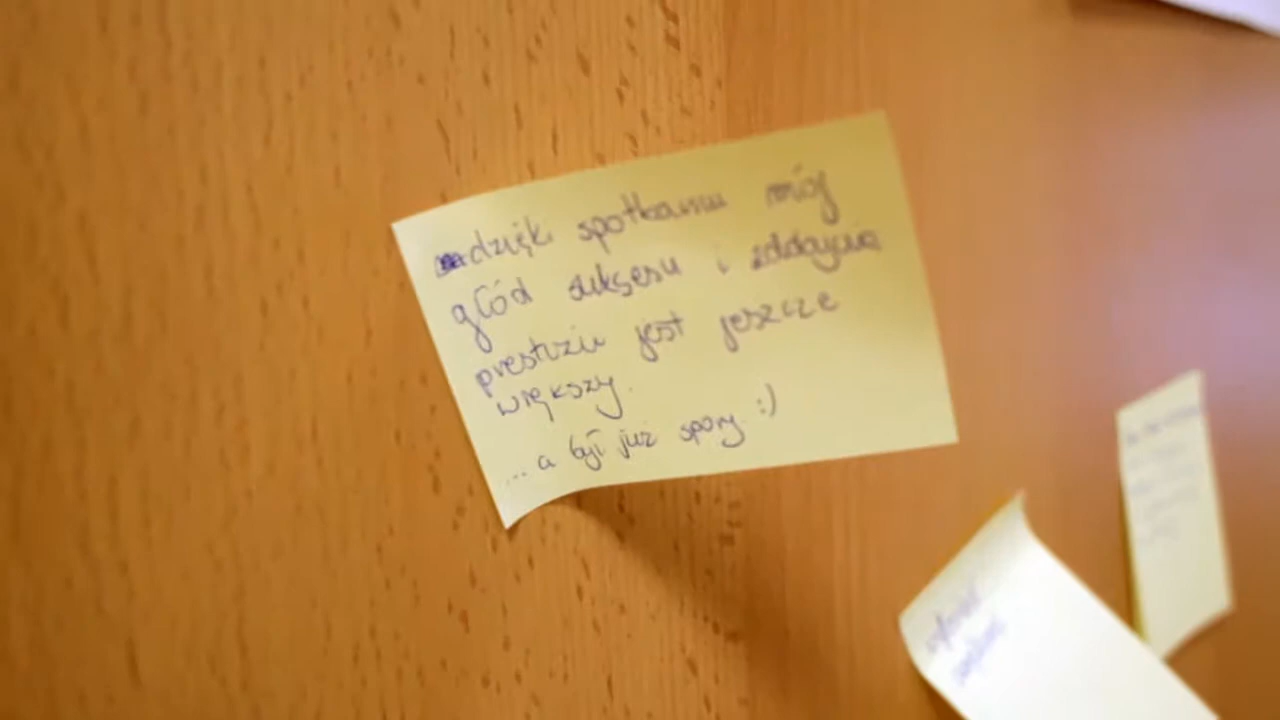 dzięki spotkaniu mój
głód sukcesu i zdobycia
prestiżu jest jeszcze
większy.
... a był już spory :)